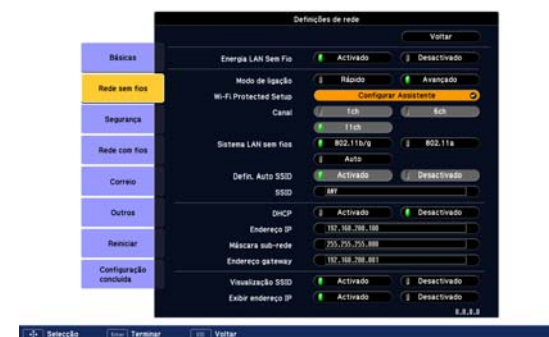 Definições de rede
Voltar
Básicas
Rede sem fios
Segurança
Rede com fios
Correio
Outros
Reiniciar
Configuração
concluída
Energia LAN Sem Fio Activado Desactivado
Modo de ligação Rápido Avançado
Wi-Fi Protected Setup Configurar Assistente
Canal 1ch 6ch
11ch
Sistema LAN sem fios 802.11b/g 802.11a
Auto
Defin. Auto SSID Activado Desactivado
SSID ANY
DHCP Activado Desactivado
Endereço IP 192.168.200.100
Máscara sub-rede 255.255.255.000
Endereço gateway 192.168.200.001
Visualização SSID Activado Desactivado
Exibir endereço IP Activado Desactivado
0.0.0.0
Selecção Enter Terminar Voltar